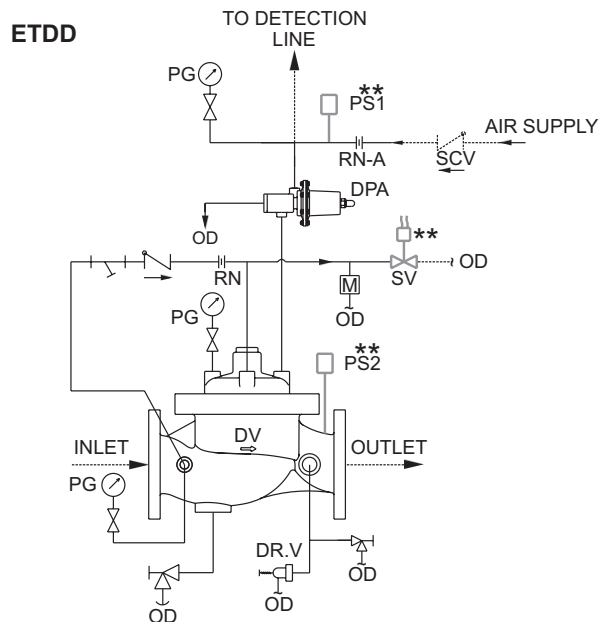 ETDD
TO DETECTION
LINE
PG
**
PS1
AIR SUPPLY
RN-A
SCV
DPA
OD
**
RN
SV
OD
M
OD
PG
**
PS2
DV
INLET
OUTLET
PG
DR.V
OD
OD
OD